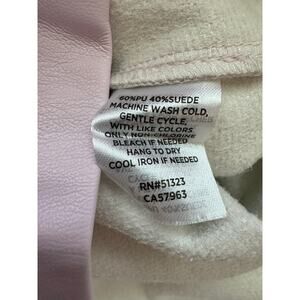 60%PU 40%SUEDE
MACHINE WASH COLD,
GENTLE CYCLE,
WITH LIKE COLORS
ONLY NON-CHLORINE
BLEACH IF NEEDED
HANG TO DRY
COOL IRON IF NEEDED
RN#51323
CA57963